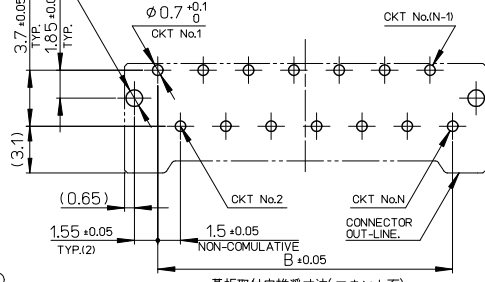 φ0.7 +0.1 0
CKT No.1
CKT No.(N-1)
3.7 ±0.05
TYP.
1.85 ±0.0
TYP.
(3.1)
(0.65)
CKT No.2
CKT No.N
1.55 ±0.05
TYP.(2)
1.5 ±0.05
NON-COMULATIVE
CONNECTOR
OUT-LINE.
B ±0.05